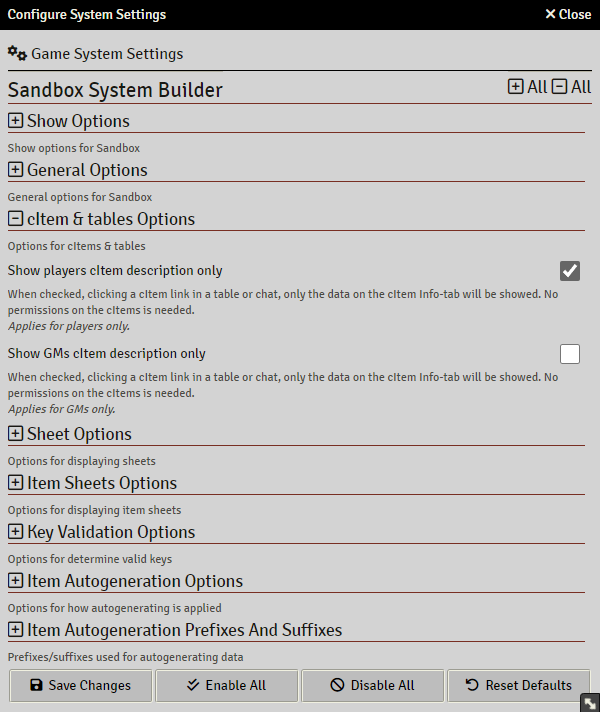 Configure System Settings
Close
Game System Settings
Sandbox System Builder
All All
Show Options
Show options for Sandbox
General Options
General options for Sandbox
cItem & tables Options
Options for cItems & tables
Show players cItem description only
When checked, clicking a cItem link in a table or chat, only the data on the cItem Info-tab will be showed. No
permissions on the cItems is needed.
Applies for players only.
Show GMs cItem description only
When checked, clicking a cItem link in a table or chat, only the data on the cItem Info-tab will be showed. No
permissions on the cItems is needed.
Applies for GMs only.
Sheet Options
Options for displaying sheets
Item Sheets Options
Options for displaying item sheets
Key Validation Options
Options for determine valid keys
Item Autogeneration Options
Options for how autogenerating is applied
Item Autogeneration Prefixes And Suffixes
Prefixes/suffixes used for autogenerating data
Save Changes
Enable All
Disable All
Reset Defaults